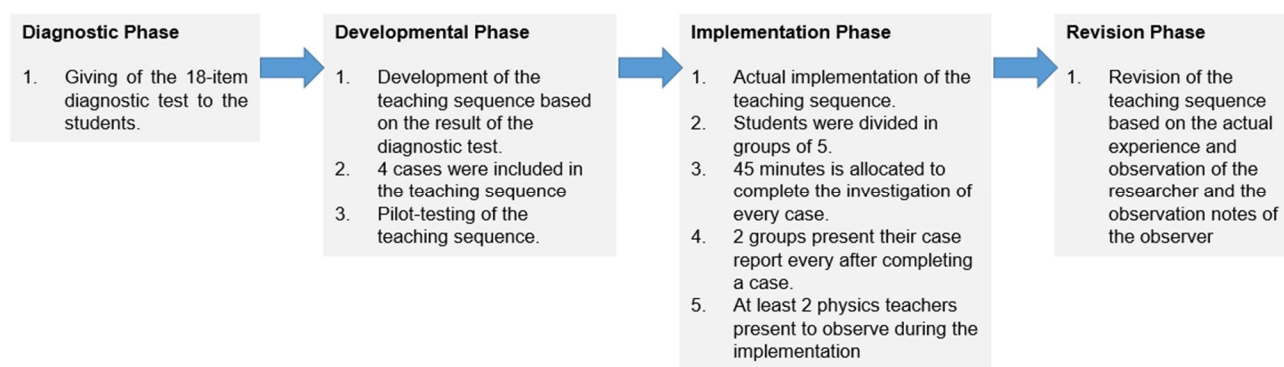 Diagnostic Phase
1. Giving of the 18-item
diagnostic test to the
students.
Developmental Phase
1. Development of the
teaching sequence based
on the result of the
diagnostic test.
2. 4 cases were included in
the teaching sequence
3. Pilot-testing of the
teaching sequence.
Implementation Phase
1. Actual implementation of the
teaching sequence.
2. Students were divided in
groups of 5.
3. 45 minutes is allocated to
complete the investigation of
every case.
4. 2 groups present their case
report every after completing
a case.
5. At least 2 physics teachers
present to observe during the
implementation
Revision Phase
1. Revision of the
teaching sequence
based on the actual
experience and
observation of the
researcher and the
observation notes of
the observer